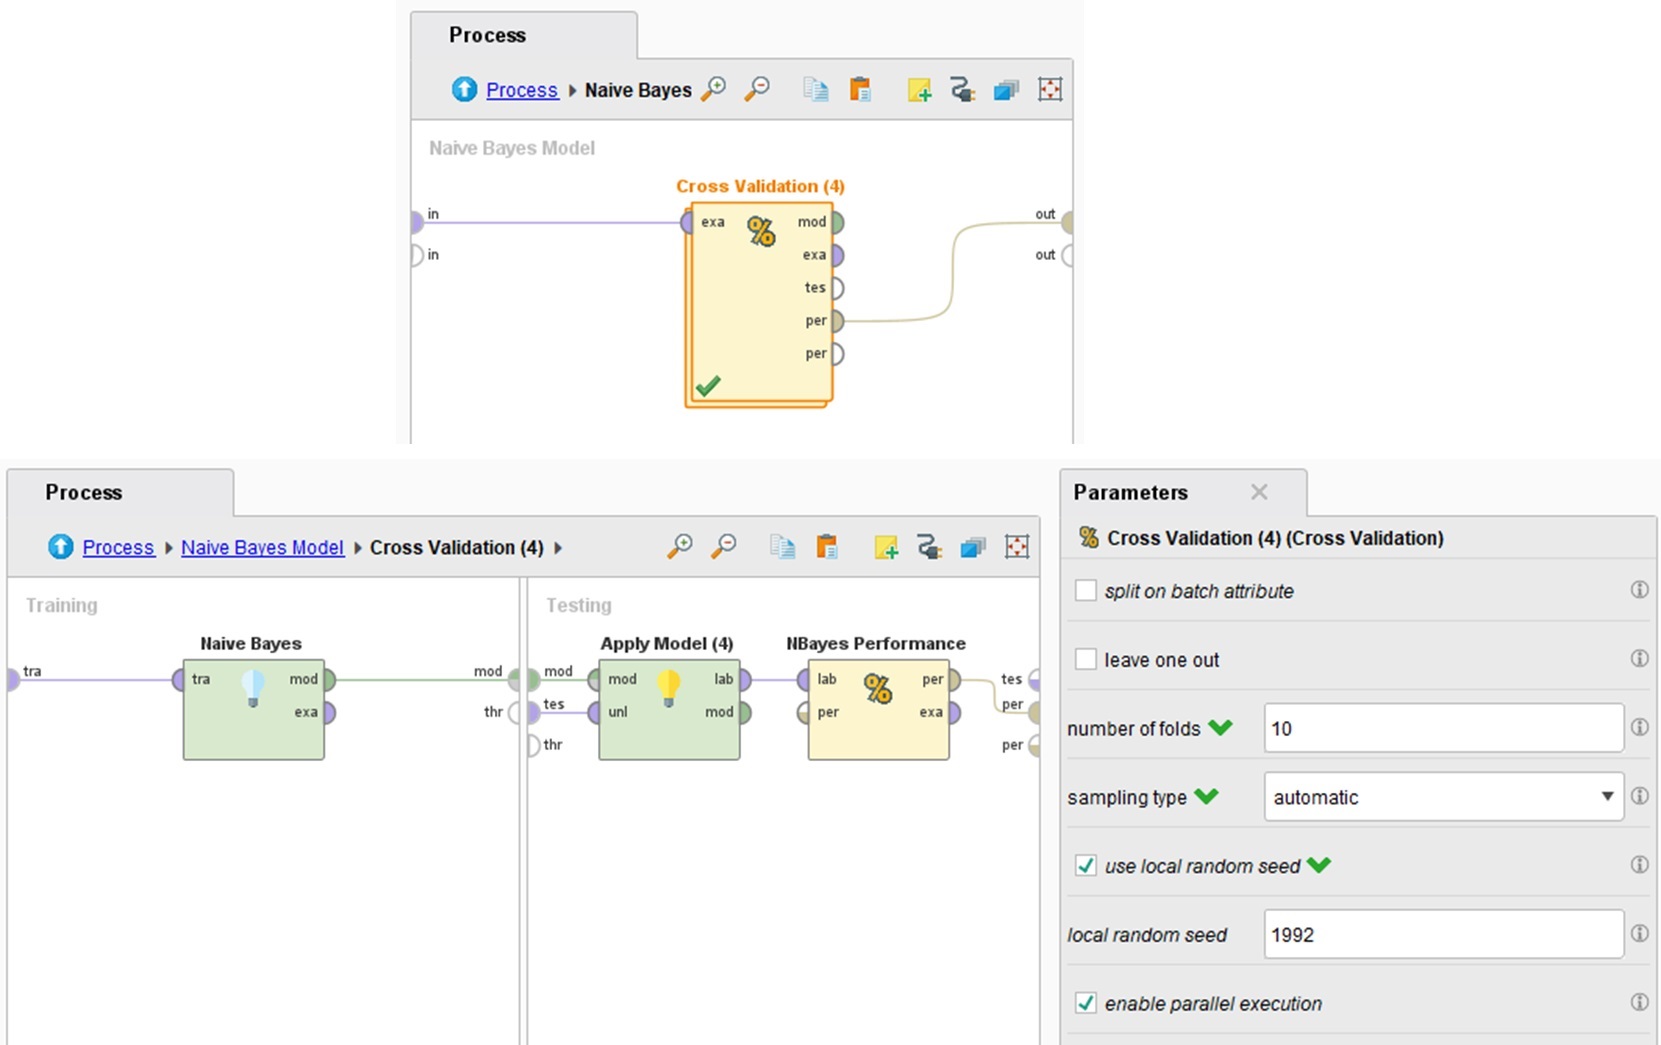 Process
Process Naive Bayes
Naive Bayes Model
Cross Validation (4)
in exa mod out
in exa out
tes
per
per
Process
Process Naive Bayes Model Cross Validation (4)
Training
Naive Bayes
tra tra mod mod
exa thr
Testing
Apply Model (4) NBayes Performance
mod mod lab lab per tes
tes unl mod per exa per
thr per
Parameters
Cross Validation (4) (Cross Validation)
split on batch attribute
leave one out
number of folds 10
sampling type automatic
use local random seed
local random seed 1992
enable parallel execution